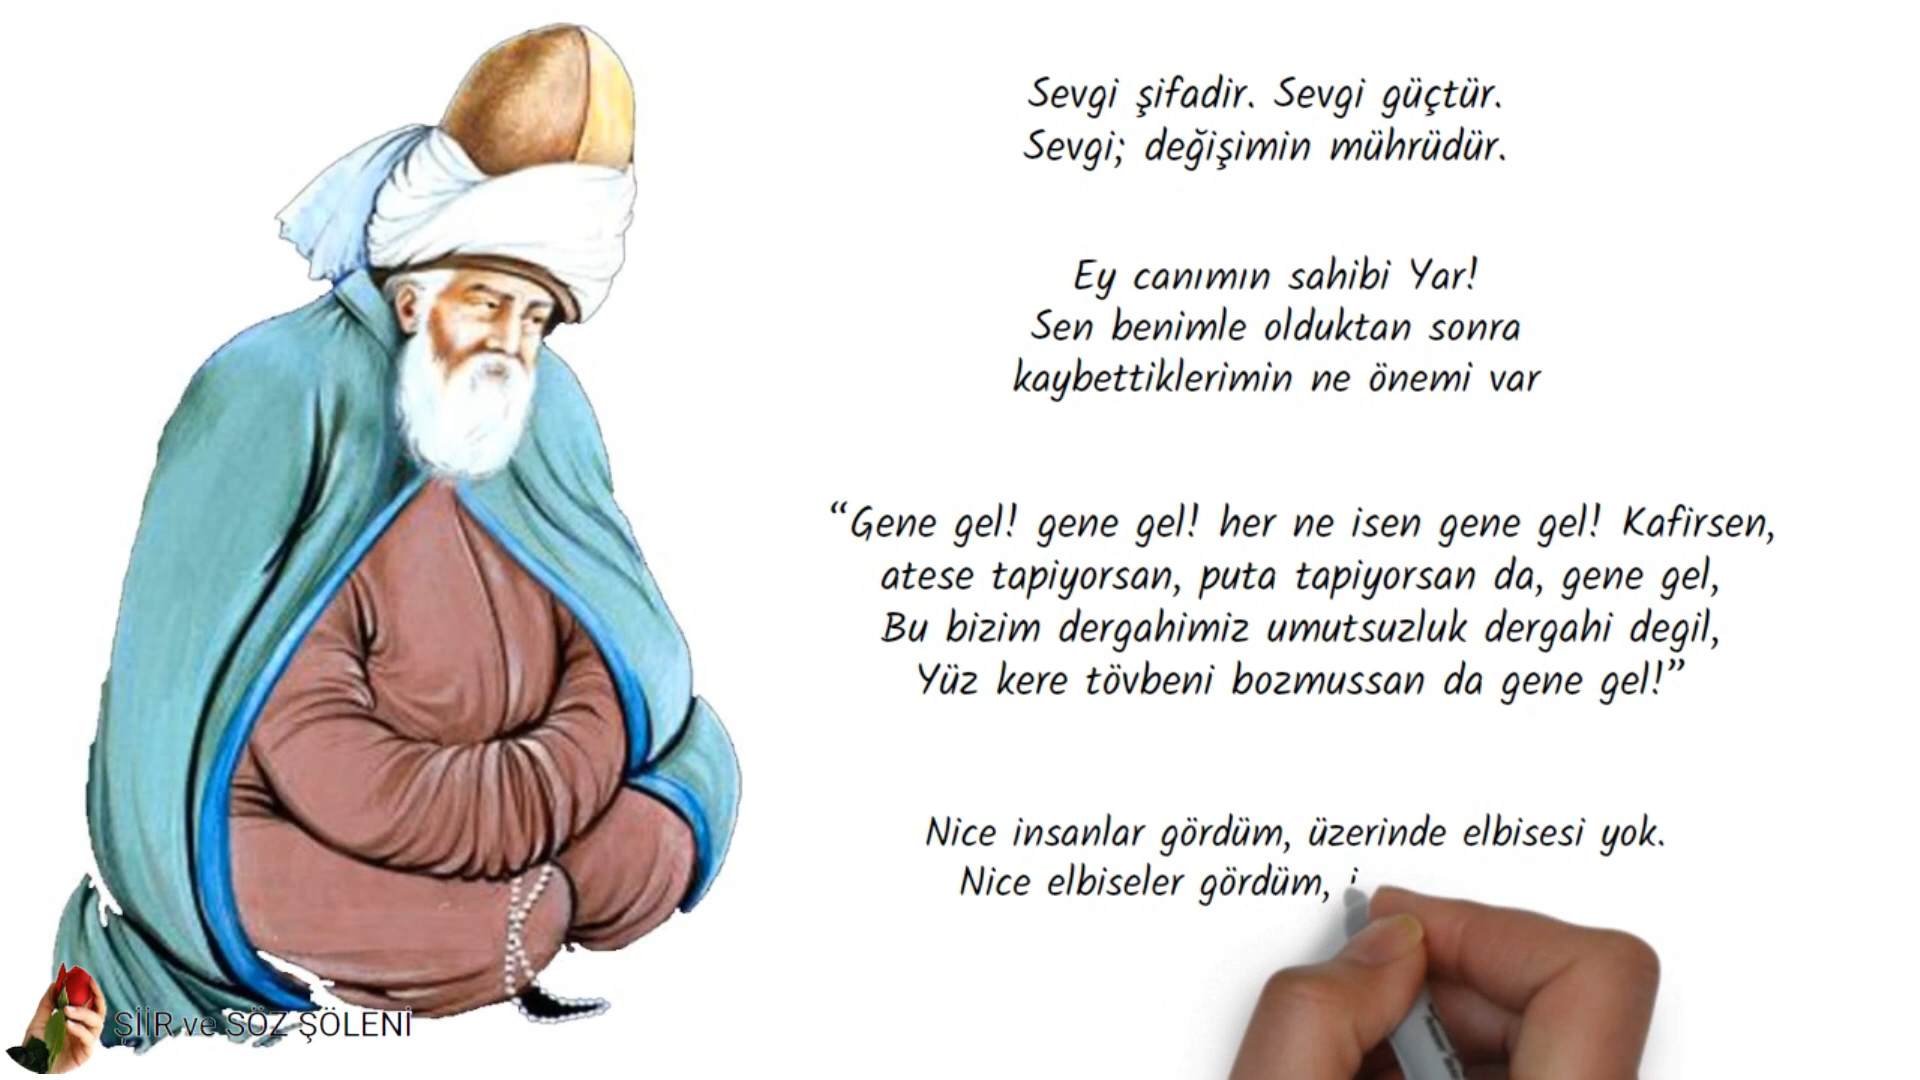 Sevgi şifadir. Sevgi güçtür.
Sevgi; değişimin mührüdür.
Ey canımın sahibi Yar!
Sen benimle olduktan sonra
kaybettiklerimin ne önemi var
“Gene gel! gene gel! her ne isen gene gel! Kafirsen,
atese tapiyorsan, puta tapiyorsan da, gene gel,
Bu bizim dergahimiz umutsuzluk dergahi degil,
Yüz kere tövbeni bozmussan da gene gel!”
Nice insanlar gördüm, üzerinde elbisesi yok.
Nice elbiseler gördüm, i
ŞİİR ve SÖZ ŞÖLENİ